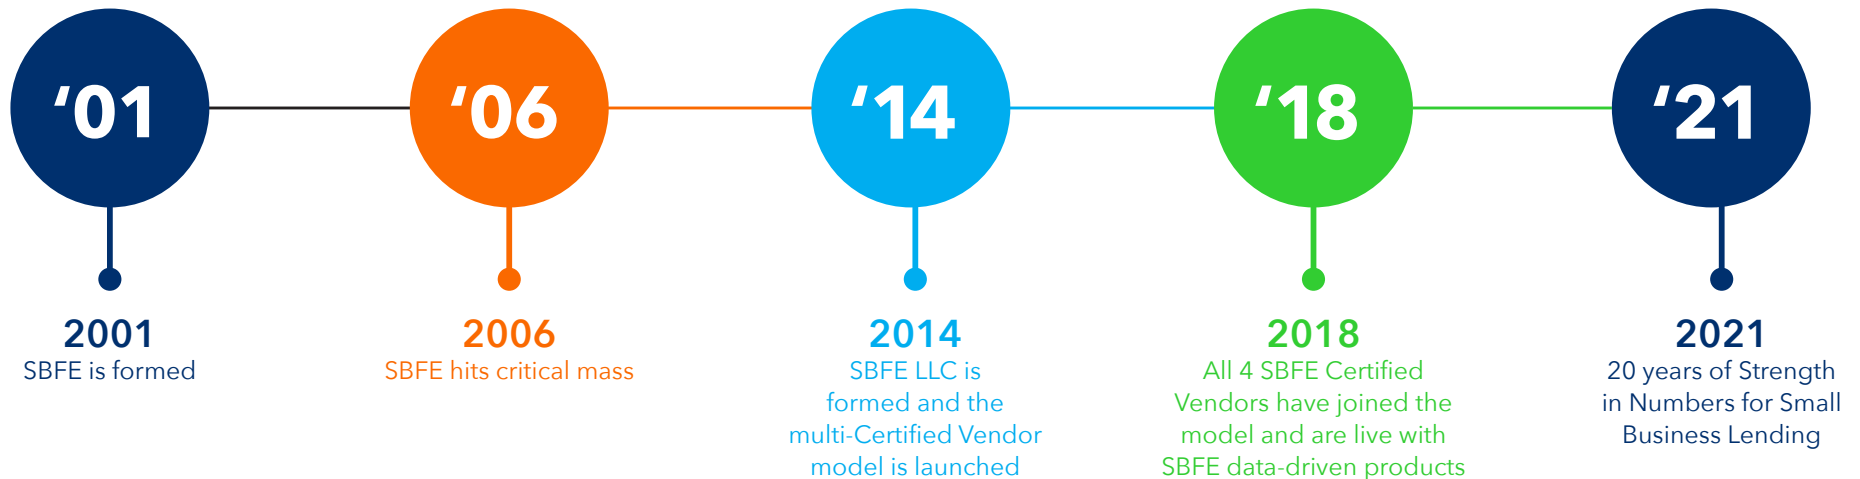 ‘01
‘06
‘14
‘18
‘21
2001
SBFE is formed
2006
SBFE hits critical mass
2014
SBFE LLC is
formed and the
multi-Certified Vendor
model is launched
2018
All 4 SBFE Certified
Vendors have joined the
model and are live with
SBFE data-driven products
2021
20 years of Strength
in Numbers for Small
Business Lending